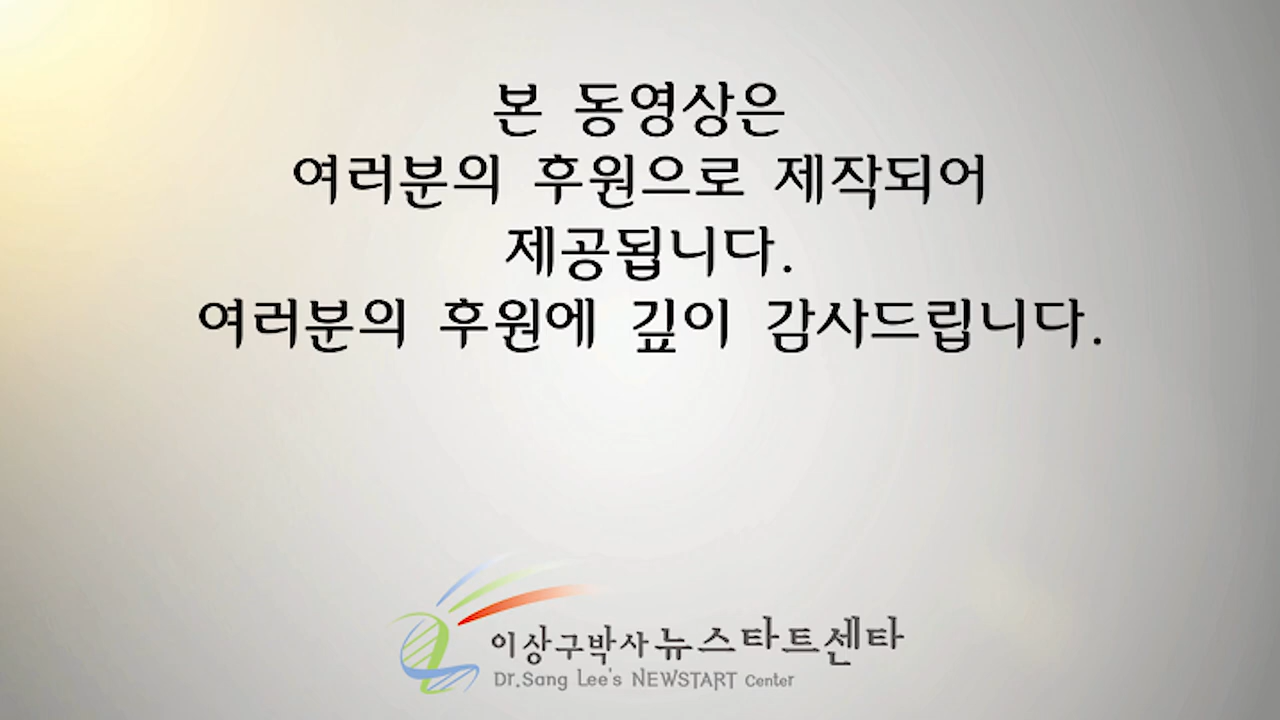 본 동영상은
여러분의 후원으로 제작되어
제공됩니다.
여러분의 후원에 깊이 감사드립니다.
이상구박사 뉴스타트센타
Dr.Sang Lee's NEWSTART Center